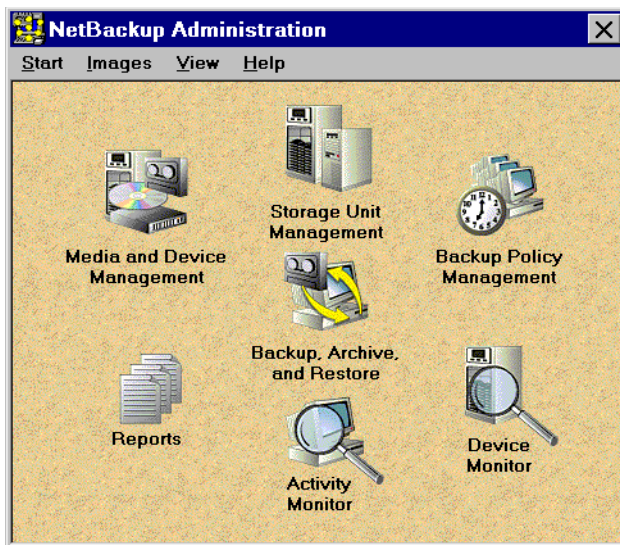 NetBackup Administration
Start Images View Help
Storage Unit
Management
Media and Device
Management
Backup Policy
Management
Backup, Archive,
and Restore
Reports
Device
Monitor
Activity
Monitor